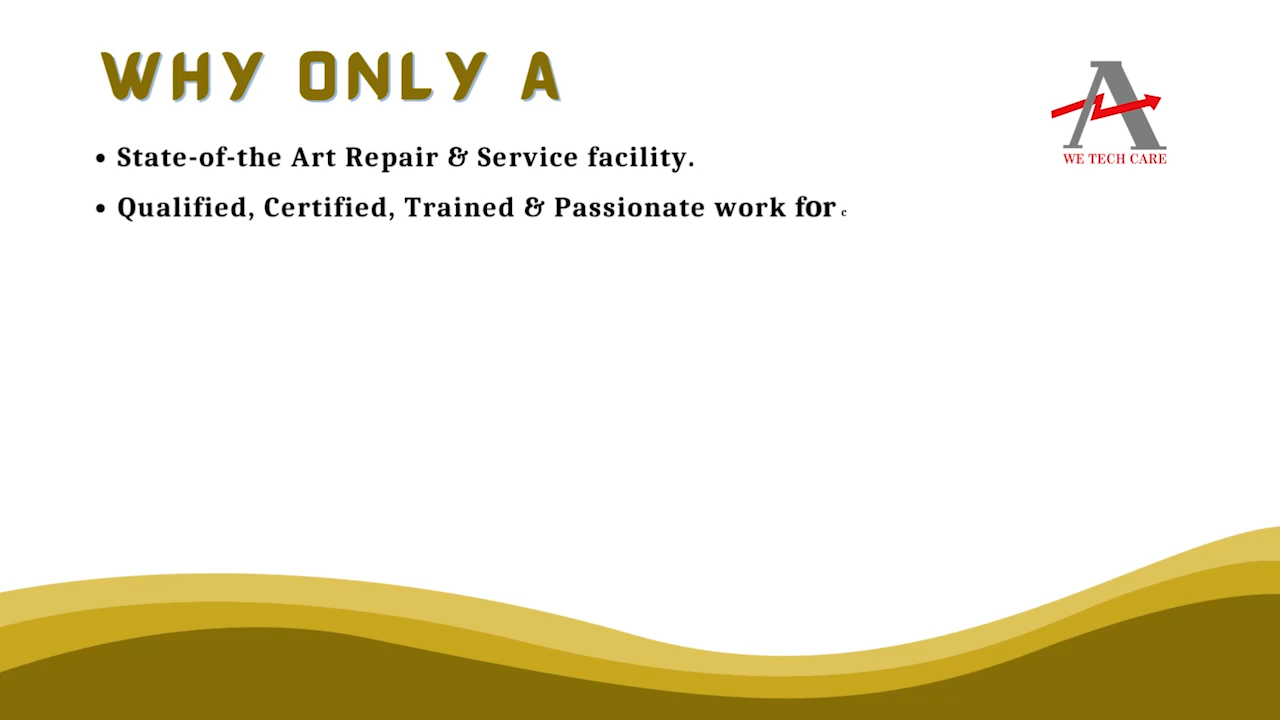 WHY ONLY A
• State-of-the Art Repair & Service facility.
• Qualified, Certified, Trained & Passionate work for c
A
WE TECH CARE